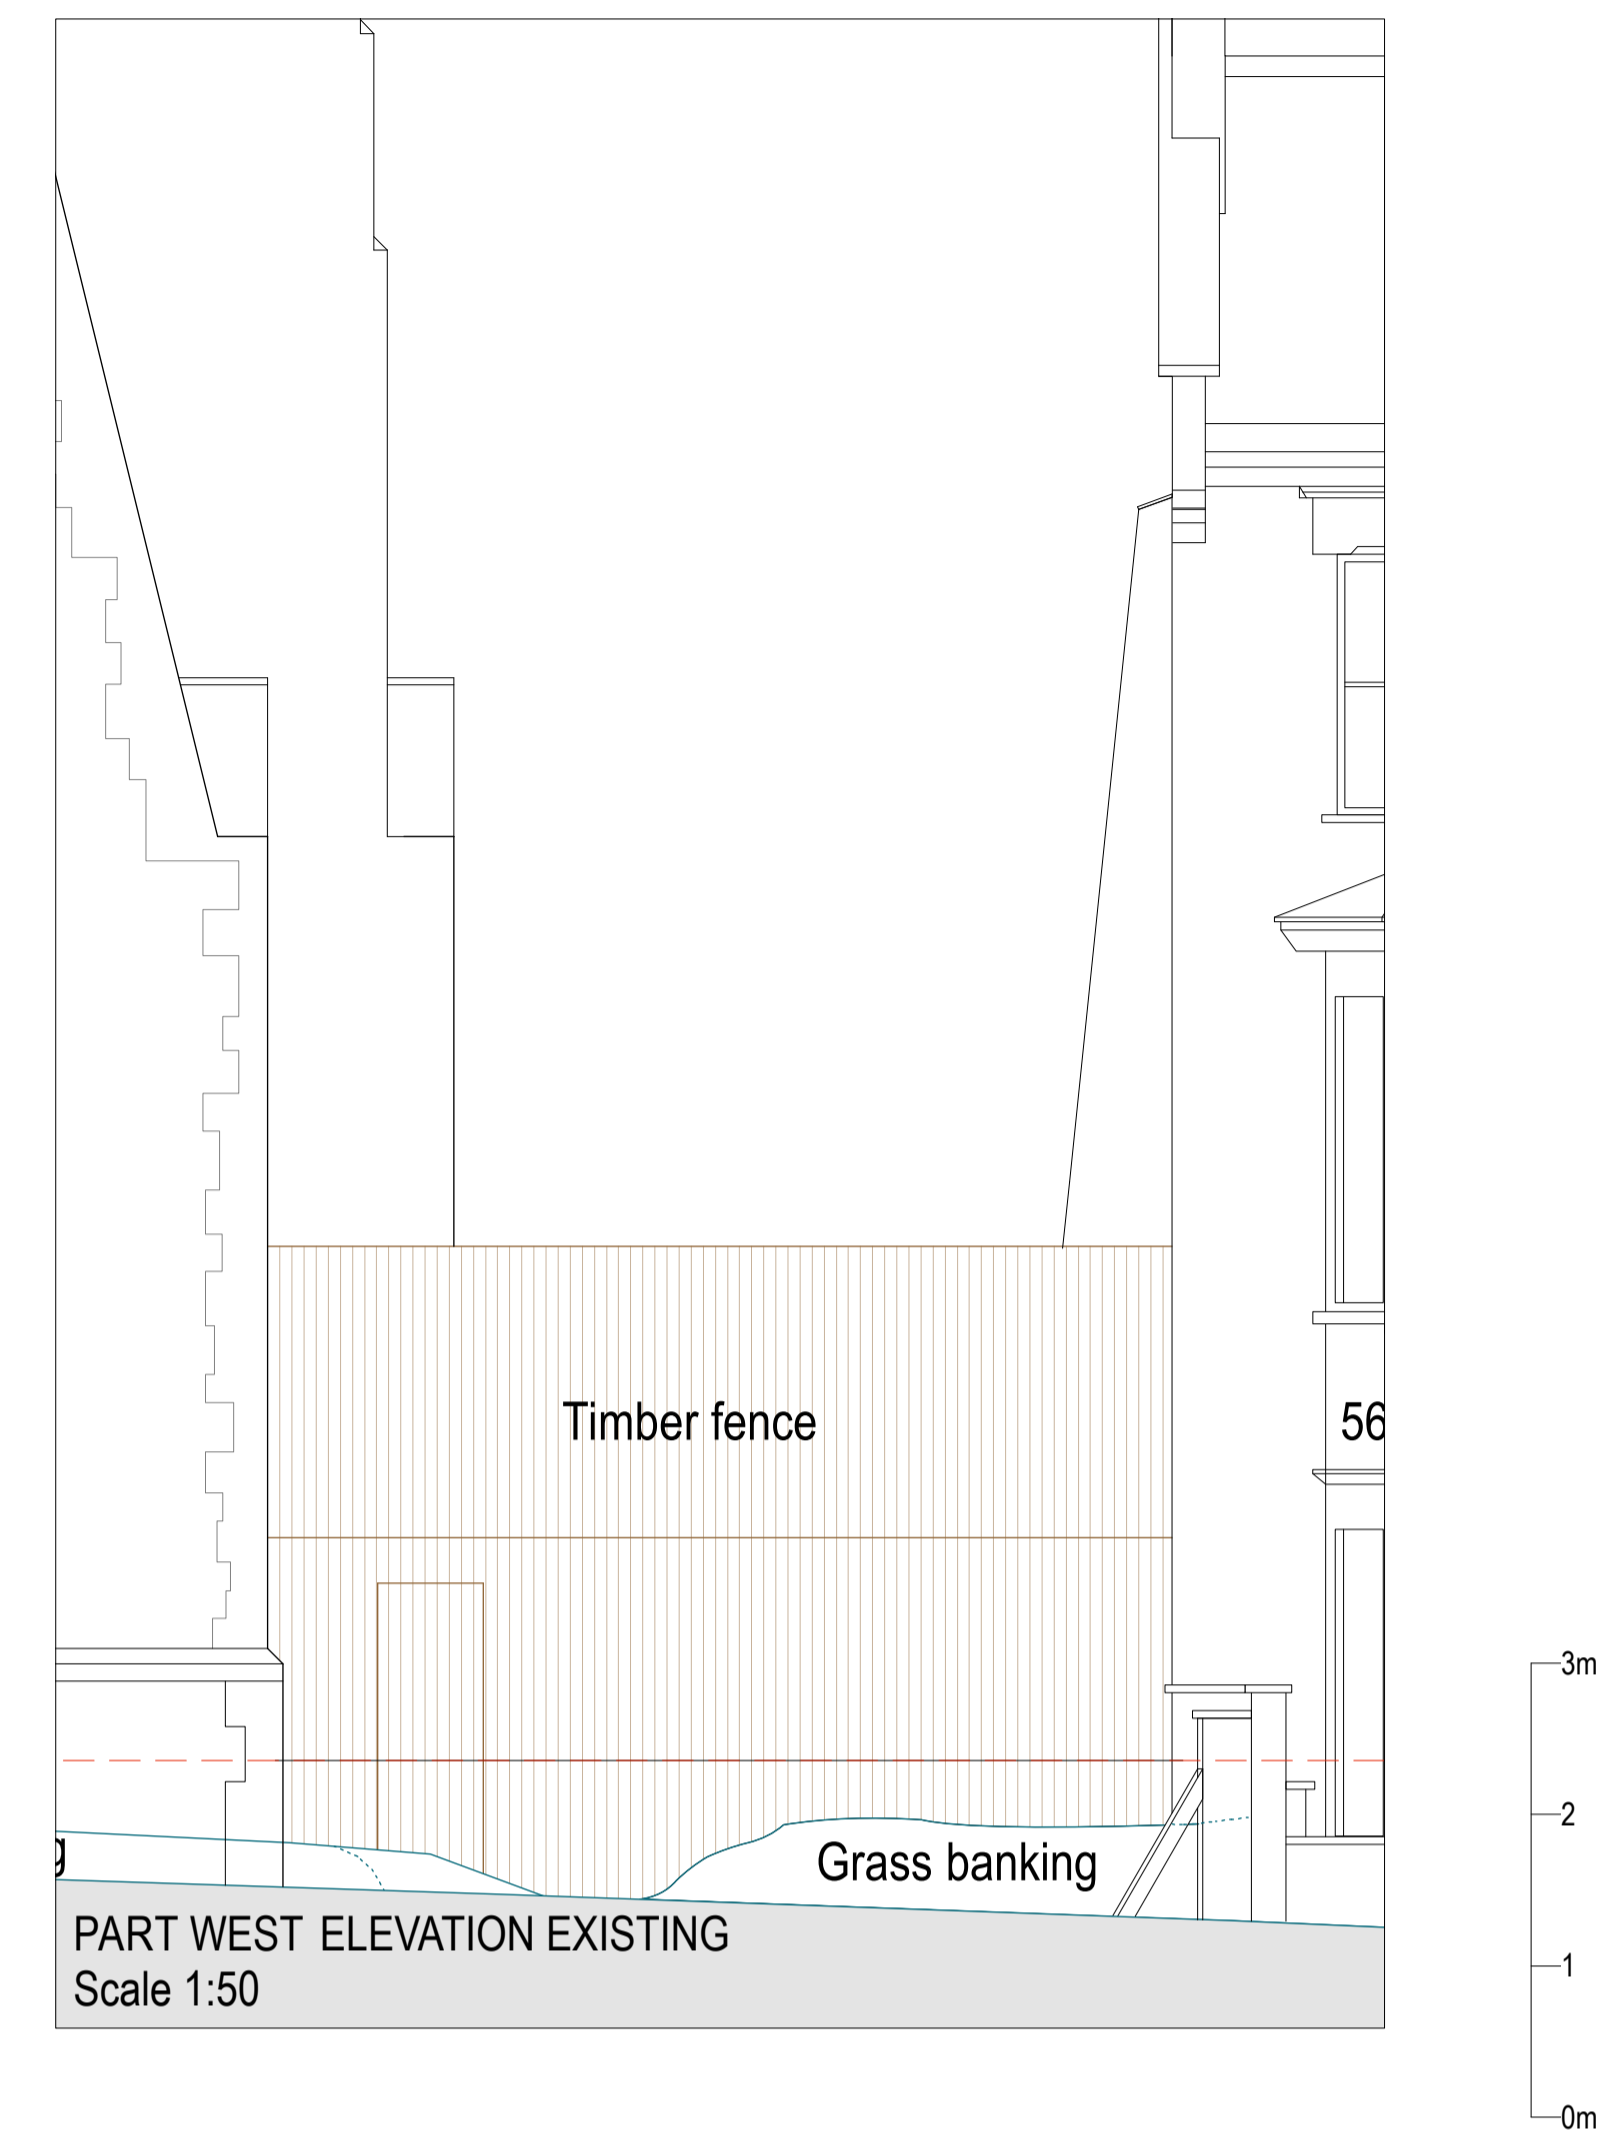 Timber fence
56
Grass banking
g
PART WEST ELEVATION EXISTING
Scale 1:50
3m
2
1
0m